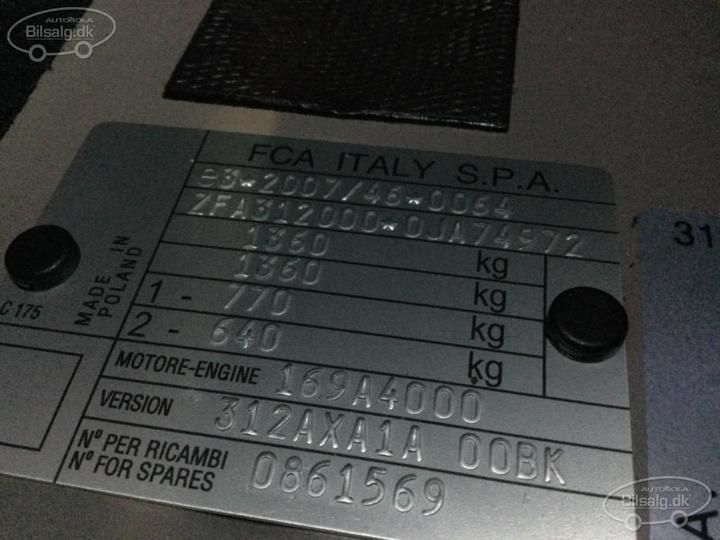 AUTOROLA
Bilsalg.dk
FCA ITALY S.P.A.
e3*2007/46*0064
ZFA312000*0JA74972
1360 kg
1360 kg
1 - 770 kg
2 - 640 kg
MADE IN
POLAND
C 175
MOTORE-ENGINE 169A4000
VERSION 312AXA1A 00BK
Nº PER RICAMBI
Nº FOR SPARES 0861569
31
A
AUTOROLA
Bilsalg.dk